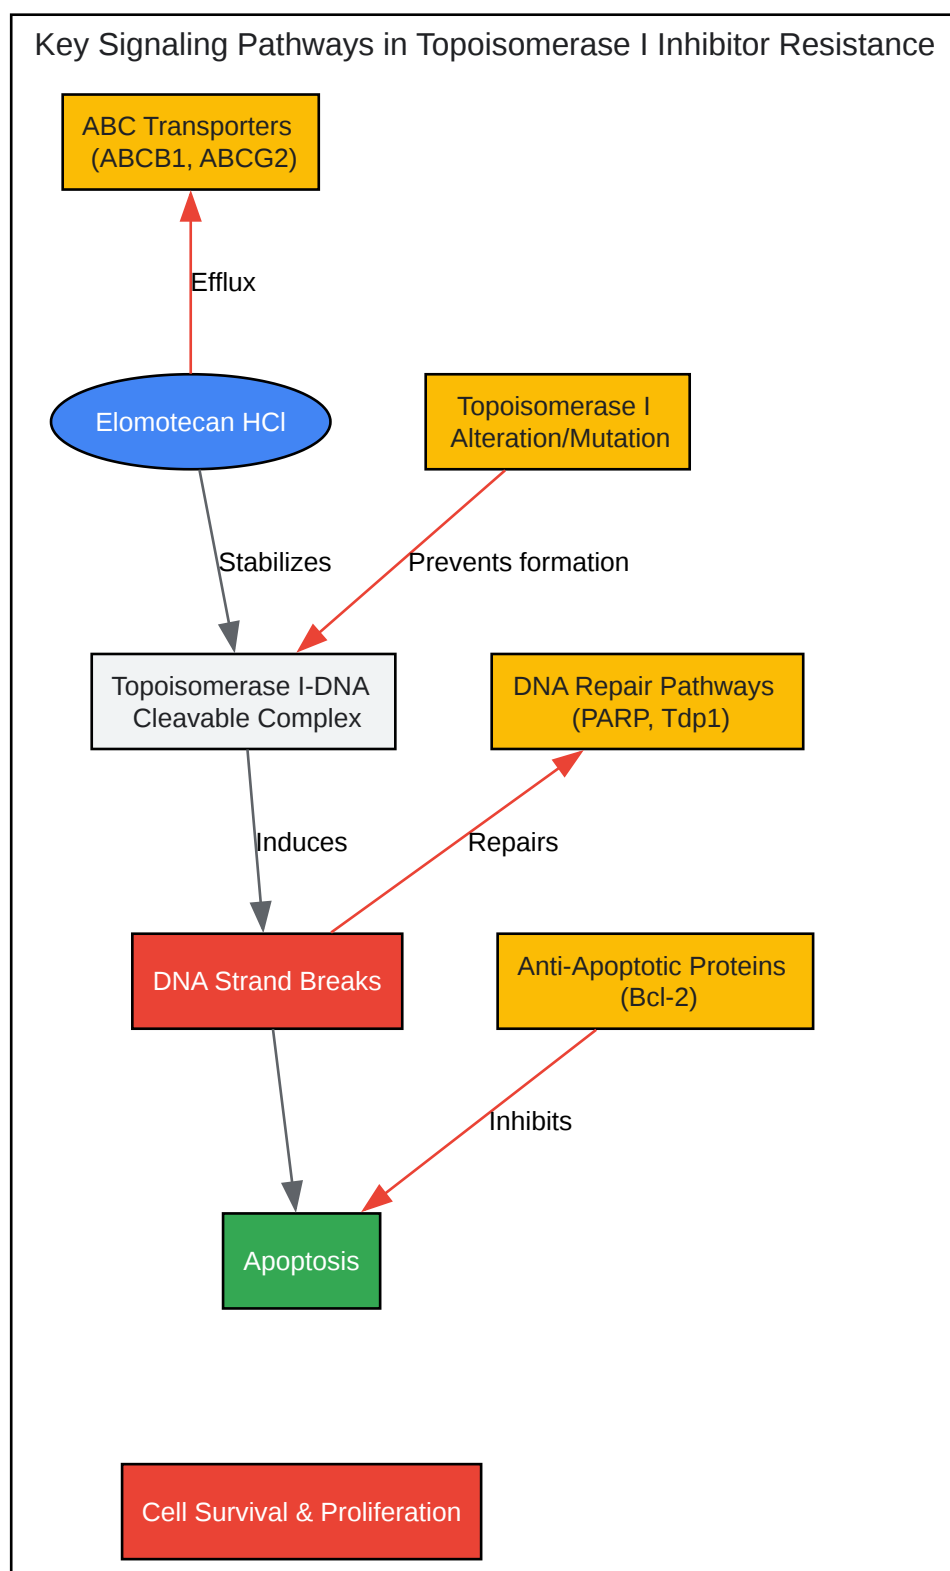 Key Signaling Pathways in Topoisomerase I Inhibitor Resistance
ABC Transporters
(ABCB1, ABCG2)
Efflux
Elomotecan HCl
Topoisomerase I
Alteration/Mutation
Stabilizes
Prevents formation
Topoisomerase I-DNA
Cleavable Complex
DNA Repair Pathways
(PARP, Tdp1)
Induces
Repairs
DNA Strand Breaks
Anti-Apoptotic Proteins
(Bcl-2)
Inhibits
Apoptosis
Cell Survival & Proliferation